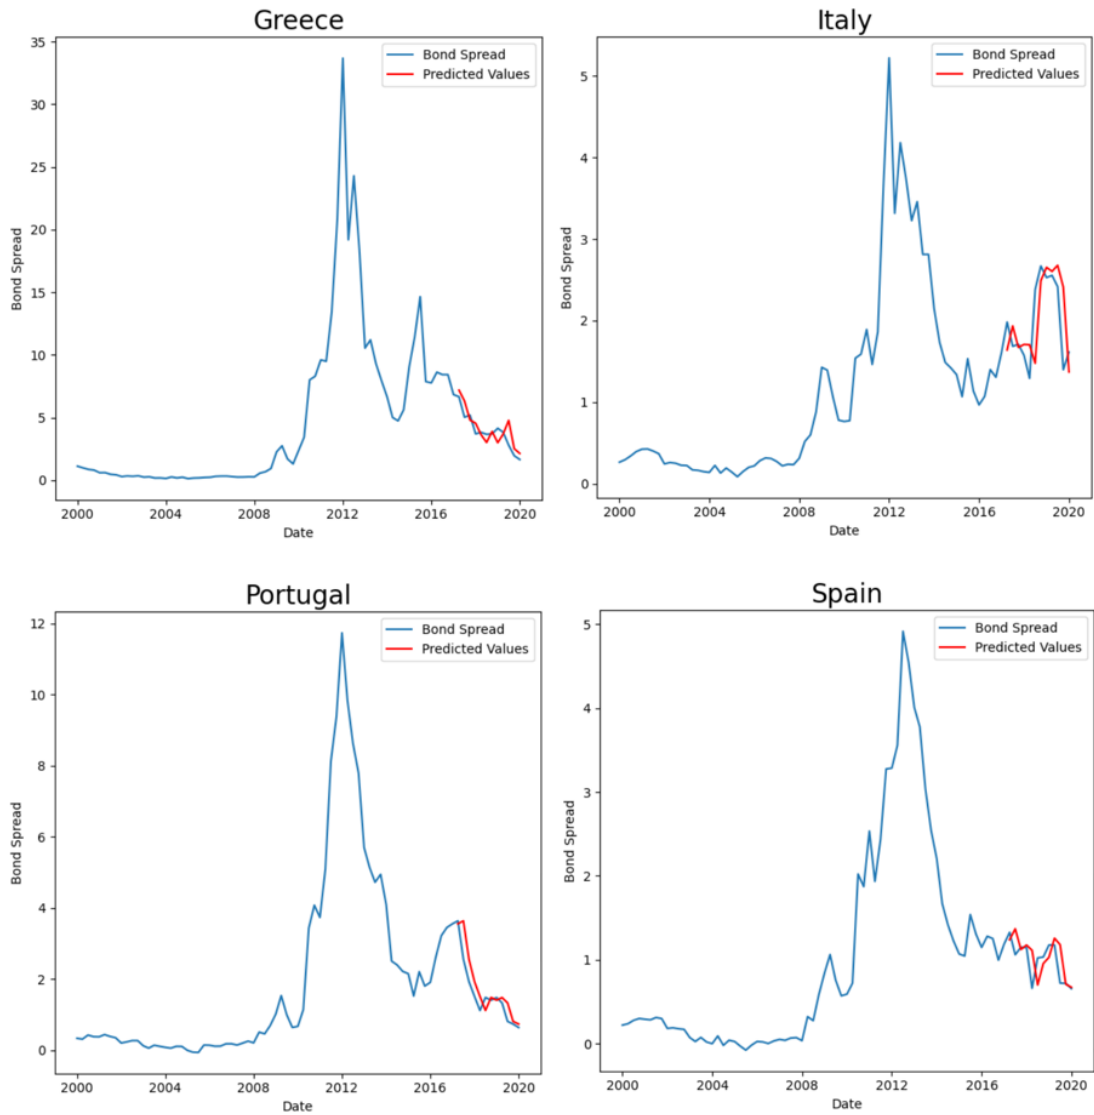 Greece
Bond Spread
Predicted Values
35
30
25
20
15
10
5
0
Bond Spread
2000 2004 2008 2012 2016 2020
Date
Italy
Bond Spread
Predicted Values
5
4
3
2
1
0
Bond Spread
2000 2004 2008 2012 2016 2020
Date
Portugal
Bond Spread
Predicted Values
12
10
8
6
4
2
0
Bond Spread
2000 2004 2008 2012 2016 2020
Date
Spain
Bond Spread
Predicted Values
5
4
3
2
1
0
Bond Spread
2000 2004 2008 2012 2016 2020
Date